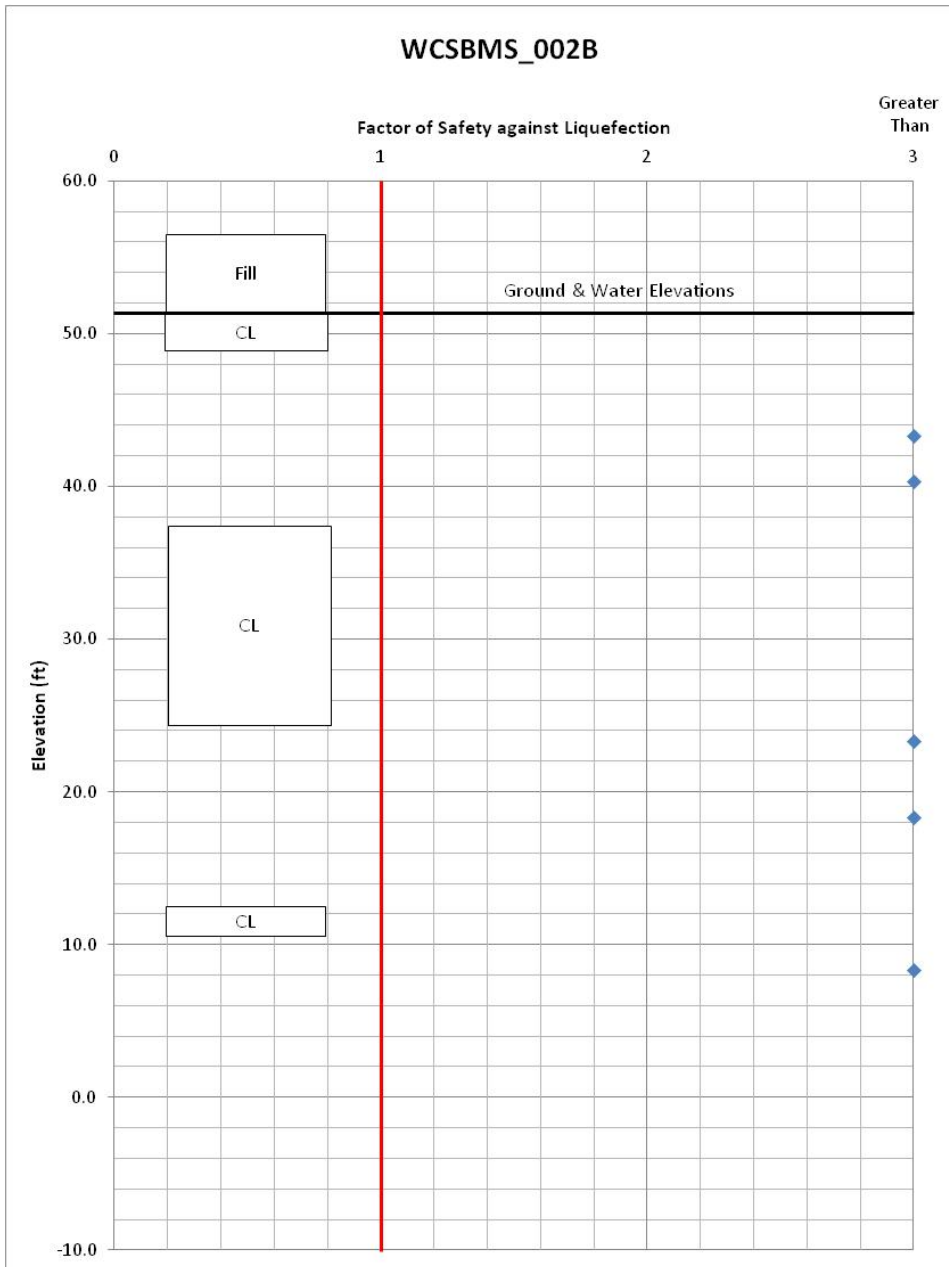 WCSBMS_002B
Greater
Than
Factor of Safety against Liquefection
0 1 2 3
60.0
Fill
Ground & Water Elevations
CL
50.0
40.0
CL
30.0
Elevation (ft)
20.0
CL
10.0
0.0
-10.0